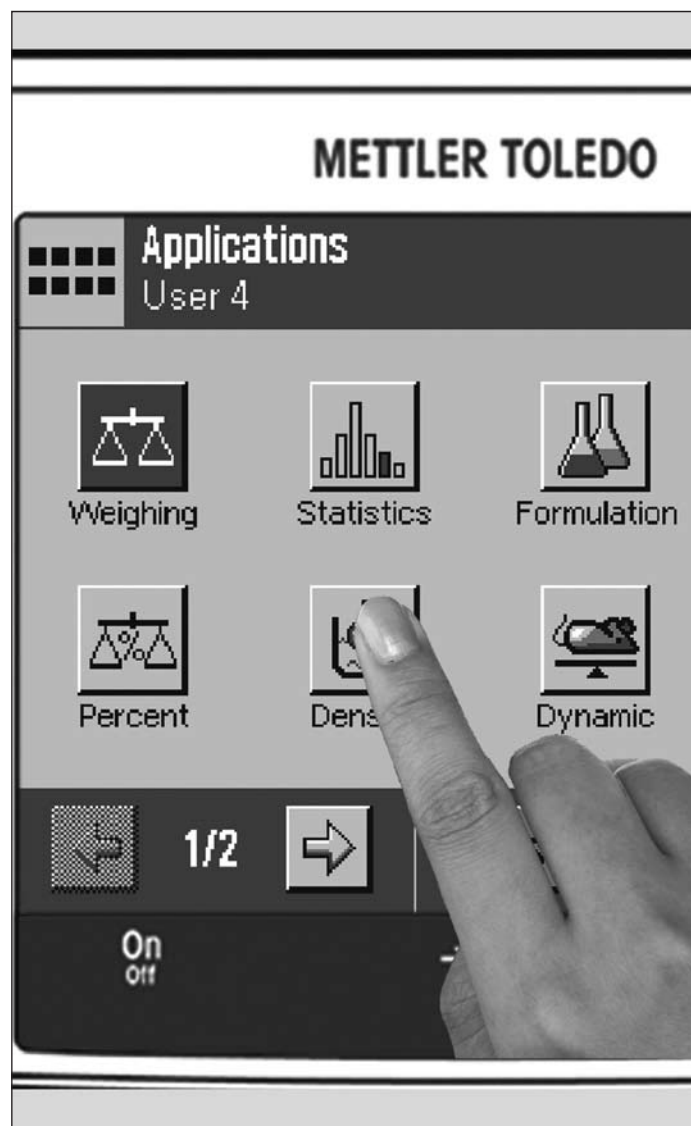 METTLER TOLEDO
Applications
User 4
Weighing
Statistics
Formulation
Percent
Dynamic
1/2
On
Off